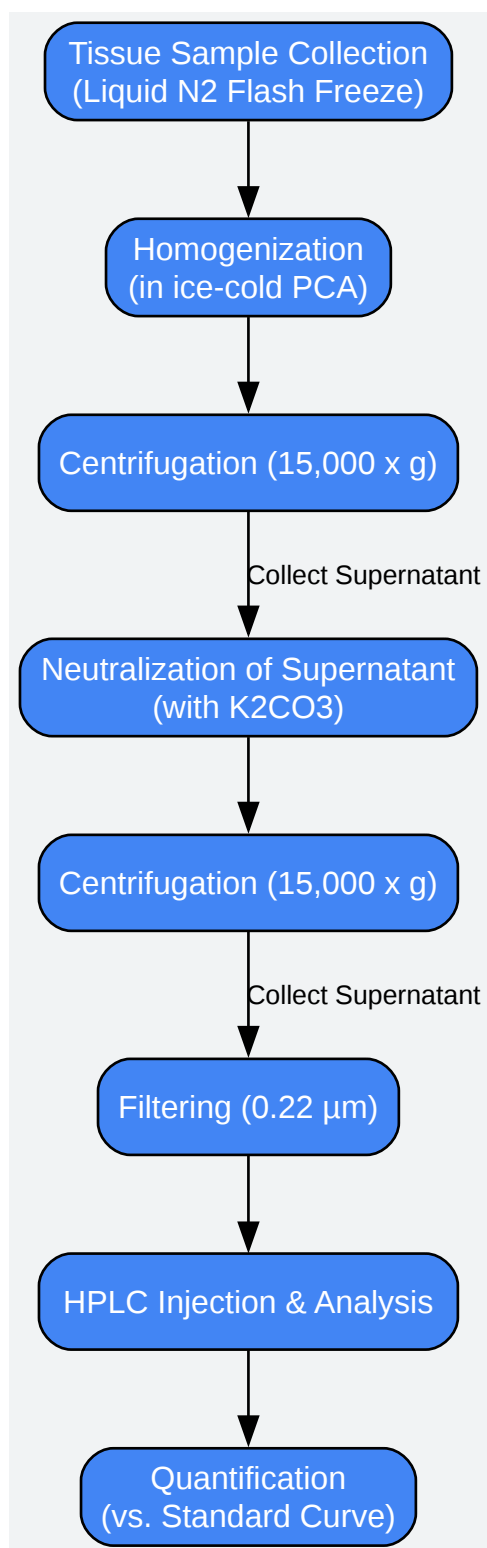 Tissue Sample Collection
(Liquid N2 Flash Freeze)
Homogenization
(in ice-cold PCA)
Centrifugation (15,000 x g)
Collect Supernatant
Neutralization of Supernatant
(with K2CO3)
Centrifugation (15,000 x g)
Collect Supernatant
Filtering (0.22 µm)
HPLC Injection & Analysis
Quantification
(vs. Standard Curve)